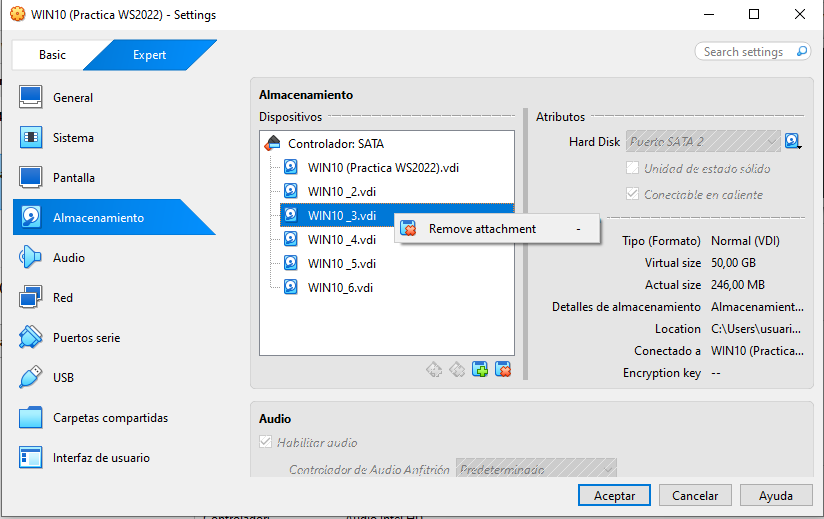 WIN10 (Practica WS2022) - Settings
Basic
Expert
Search settings
General
Sistema
Pantalla
Almacenamiento
Audio
Red
Puertos serie
USB
Carpetas compartidas
Interfaz de usuario
Almacenamiento
Dispositivos
Controlador: SATA
WIN10 (Practica WS2022).vdi
WIN10 _2.vdi
WIN10 _3.vdi
WIN10 _4.vdi
WIN10 _5.vdi
WIN10_6.vdi
Remove attachment -
Atributos
Hard Disk Puerto SATA 2
Unidad de estado sólido
Conectable en caliente
Tipo (Formato) Normal (VDI)
Virtual size 50,00 GB
Actual size 246,00 MB
Detalles de almacenamiento Almacenamient...
Location C:\Users\usuari...
Conectado a WIN10 (Practica...
Encryption key --
Audio
Habilitar audio
Controlador de Audio Anfitrión Predeterminado
Aceptar
Cancelar
Ayuda